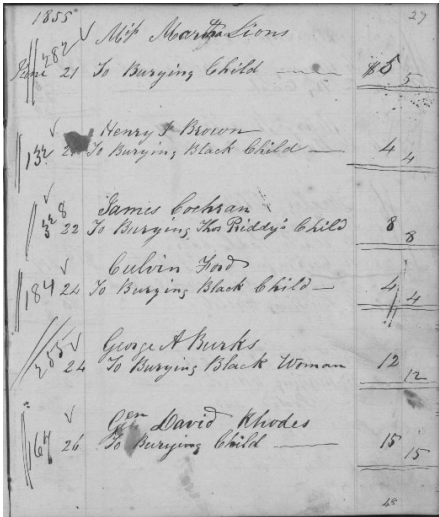 1855 27
282 Miss Martha Lions
June 21 To Burying Child $5 5
Henry F Brown
132 To Burying Black Child 4 4
328 James Cochran
22 To Burying Thos Riddy's Child 8 8
184 Culvin Ford
24 To Burying Black Child 4 4
255 George A Burks
24 To Burying Black Woman 12 12
167 Gen David Rhodes
26 To Burying Child 15 15
48